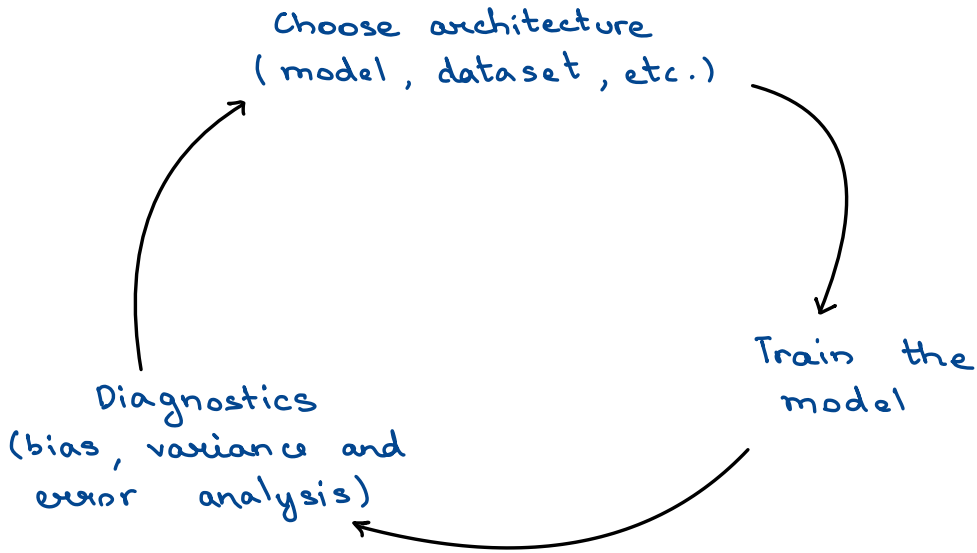 Choose architecture
(model, dataset, etc.)
Train the
model
Diagnostics
(bias, variance and
error analysis)